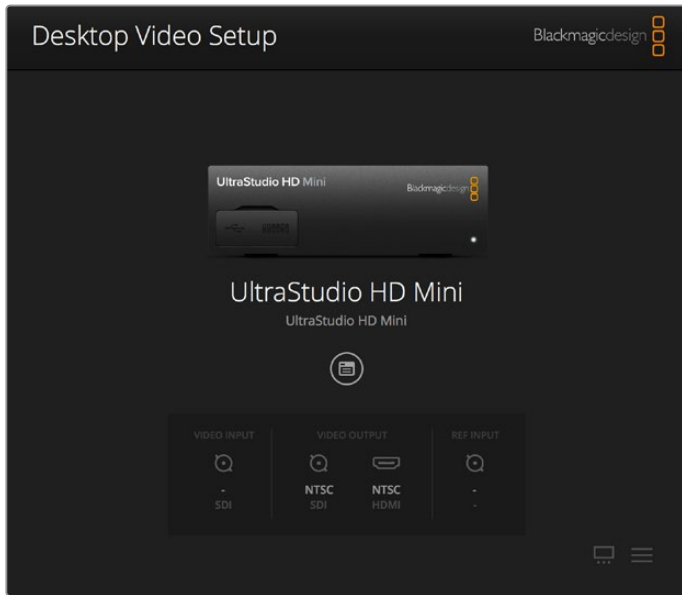 Desktop Video Setup
Blackmagicdesign
UltraStudio HD Mini
Blackmagicdesign
UltraStudio HD Mini
UltraStudio HD Mini
VIDEO INPUT
VIDEO OUTPUT
REF INPUT
-
NTSC
NTSC
-
SDI
SDI
HDMI
-